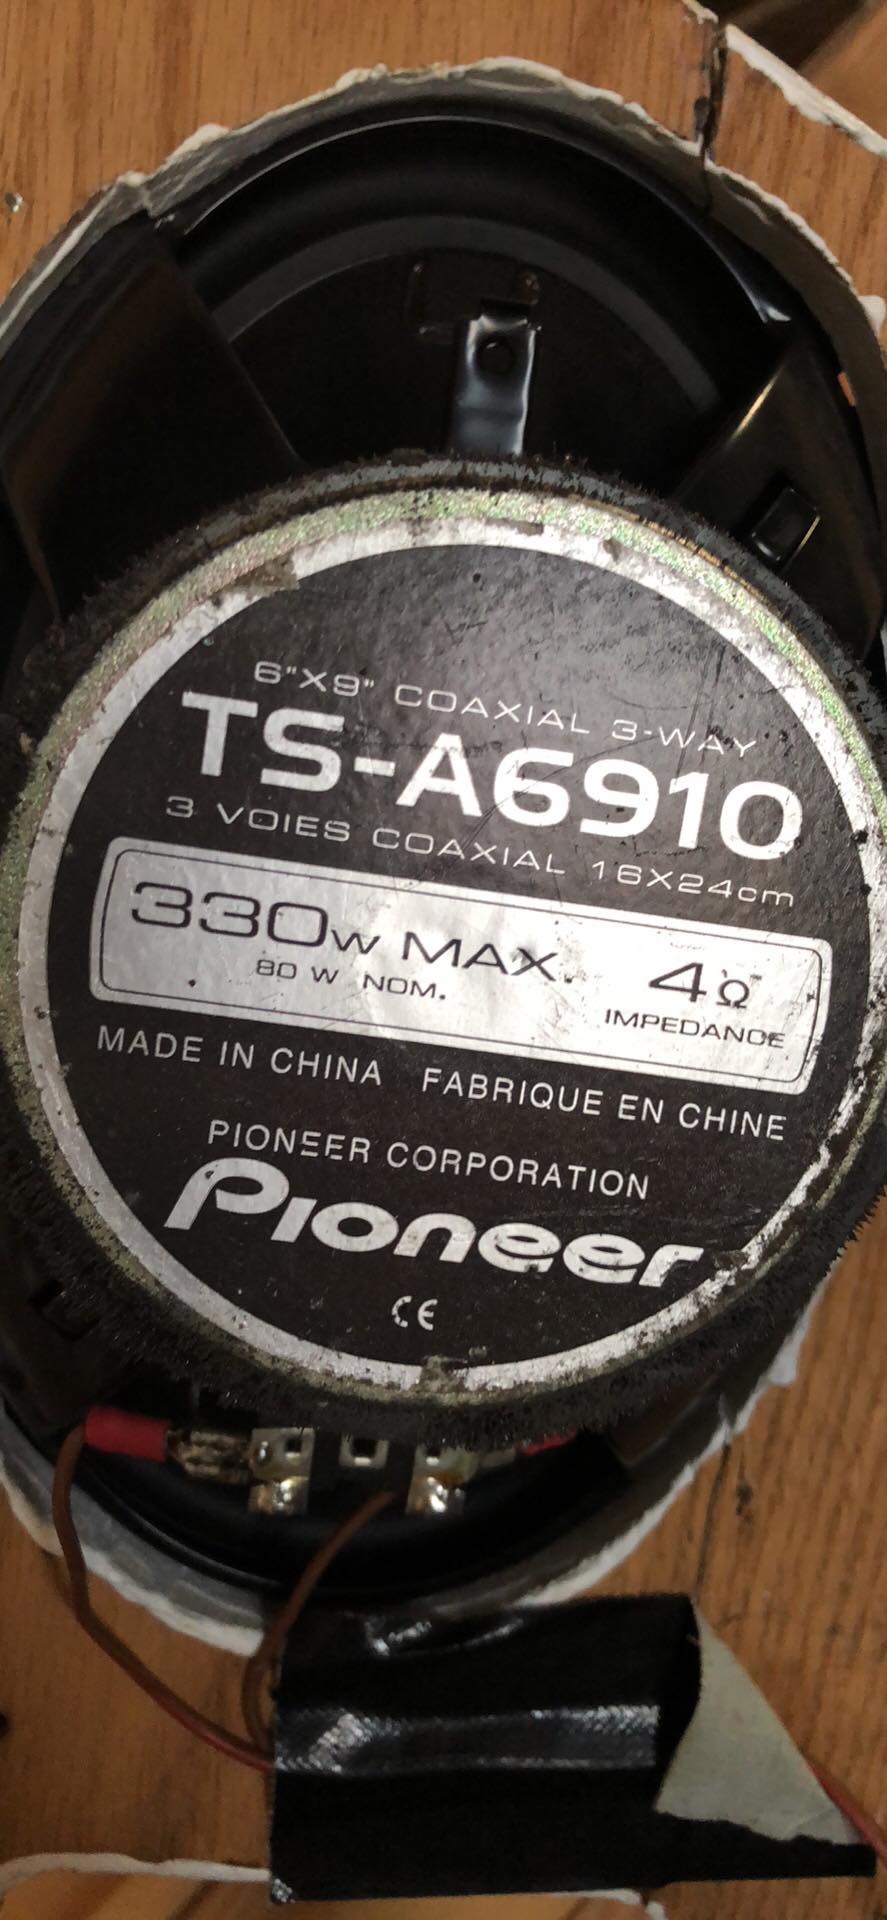 6"X9" COAXIAL 3-WAY
TS-A6910
3 VOIES COAXIAL 16X24cm
330W MAX.
80 W NOM.
4Ω
IMPEDANCE
MADE IN CHINA FABRIQUE EN CHINE
PIONEER CORPORATION
Pioneer
CE